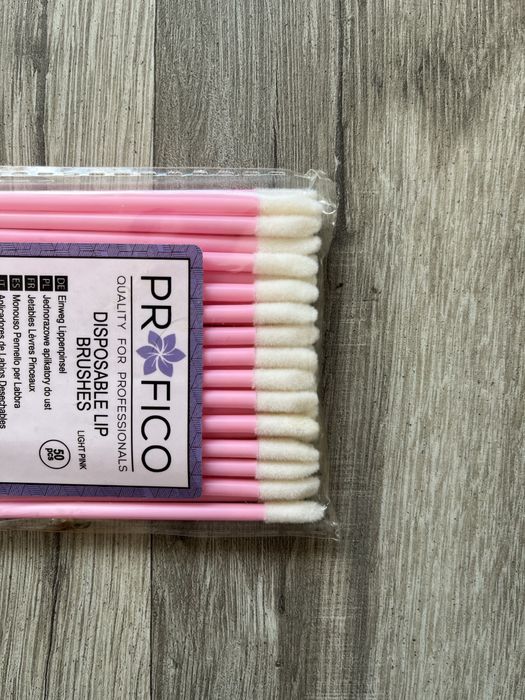 PROFICO
QUALITY FOR PROFESSIONALS
DISPOSABLE LIP
BRUSHES
LIGHT PINK
50
pcs
DE Einweg Lippenpinsel
PL Jednorazowe aplikatory do ust
FR Jetables Lèvres Pinceaux
ES Monouso Pennello per Labbra
IT Aplicadores de Labios Desechables